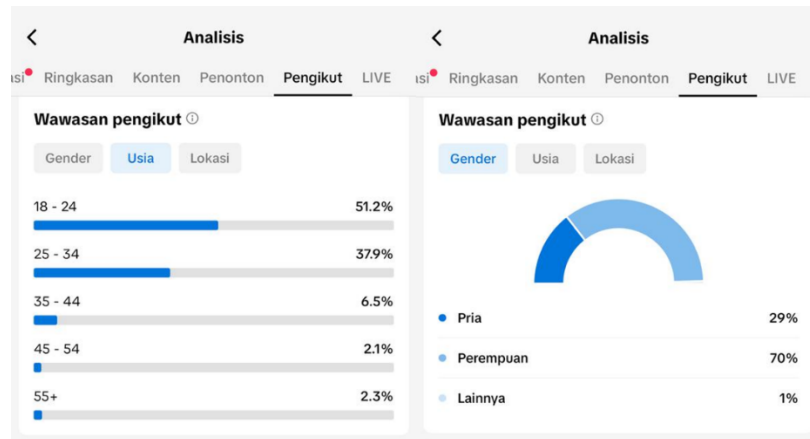 Analisis
Ringkasan Konten Penonton Pengikut LIVE
Wawasan pengikut
Gender Usia Lokasi
18 - 24 51.2%
25 - 34 37.9%
35 - 44 6.5%
45 - 54 2.1%
55+ 2.3%
Analisis
Ringkasan Konten Penonton Pengikut LIVE
Wawasan pengikut
Gender Usia Lokasi
Pria 29%
Perempuan 70%
Lainnya 1%